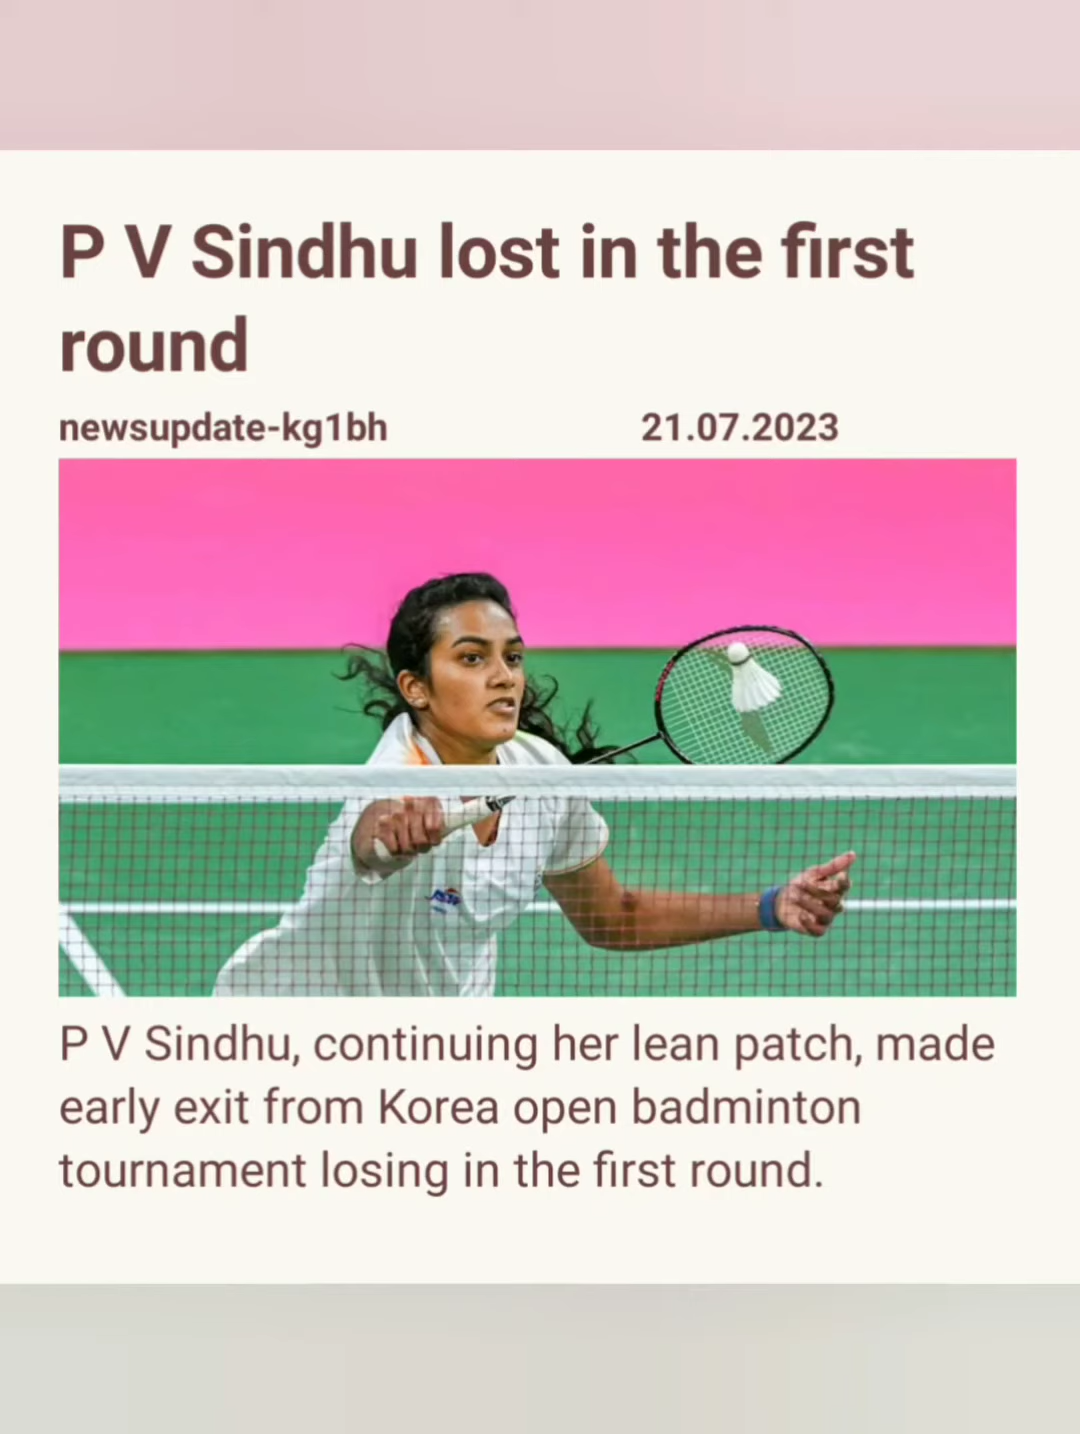 P V Sindhu lost in the first
round
newsupdate-kg1bh 21.07.2023
P V Sindhu, continuing her lean patch, made
early exit from Korea open badminton
tournament losing in the first round.